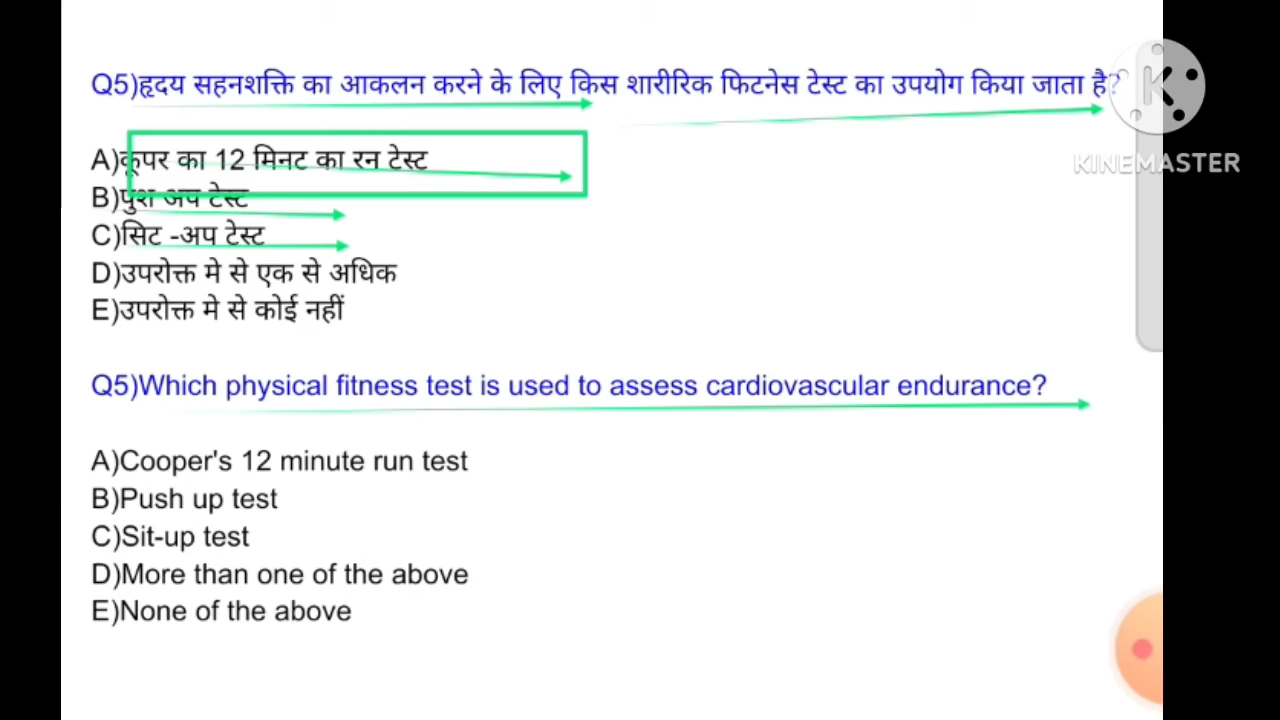 Q5)हृदय सहनशक्ति का आकलन करने के लिए किस शारीरिक फिटनेस टेस्ट का उपयोग किया जाता है?
KINEMASTER
A)कूपर का 12 मिनट का रन टेस्ट
B)पुश अप टेस्ट
C)सिट -अप टेस्ट
D)उपरोक्त मे से एक से अधिक
E)उपरोक्त मे से कोई नहीं
Q5)Which physical fitness test is used to assess cardiovascular endurance?
A)Cooper's 12 minute run test
B)Push up test
C)Sit-up test
D)More than one of the above
E)None of the above